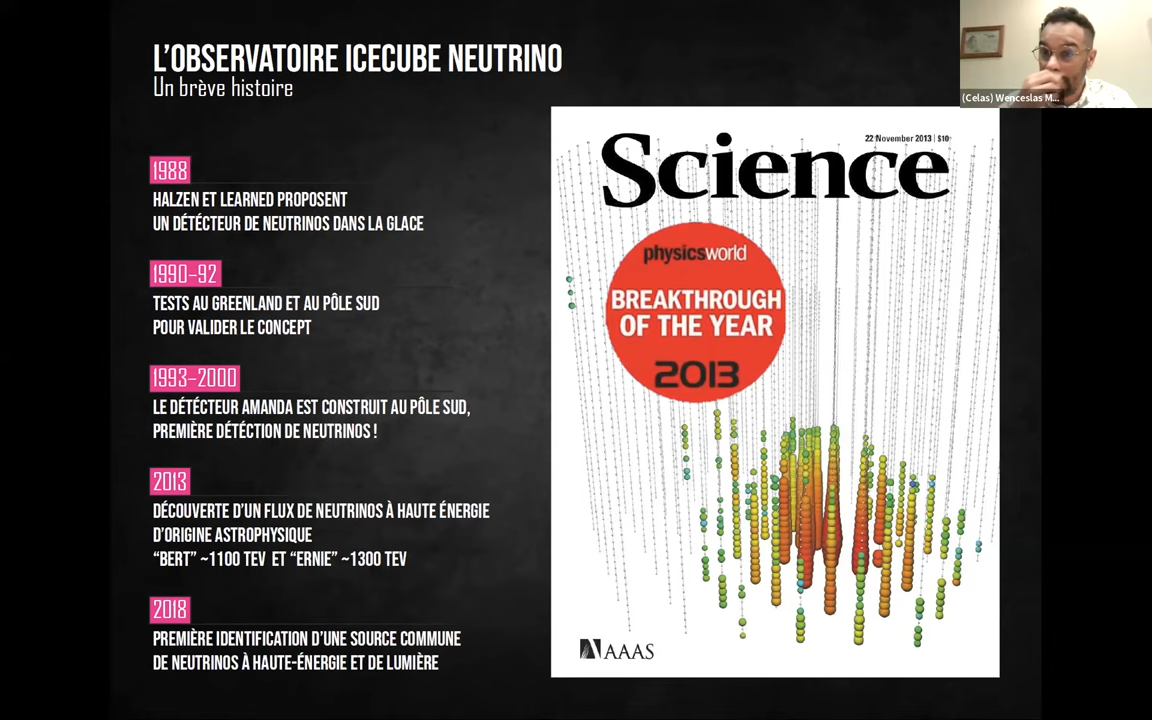 L'OBSERVATOIRE ICECUBE NEUTRINO
Un brève histoire
1988
HALZEN ET LEARNED PROPOSENT
UN DÉTÉCTEUR DE NEUTRINOS DANS LA GLACE
1990-92
TESTS AU GREENLAND ET AU PÔLE SUD
POUR VALIDER LE CONCEPT
1993-2000
LE DÉTÉCTEUR AMANDA EST CONSTRUIT AU PÔLE SUD,
PREMIÈRE DÉTÉCTION DE NEUTRINOS !
2013
DÉCOUVERTE D'UN FLUX DE NEUTRINOS À HAUTE ÉNERGIE
D'ORIGINE ASTROPHYSIQUE
“BERT” ~1100 TEV ET “ERNIE” ~1300 TEV
2018
PREMIÈRE IDENTIFICATION D'UNE SOURCE COMMUNE
DE NEUTRINOS À HAUTE-ÉNERGIE ET DE LUMIÈRE
22 November 2013 | $10
Science
physicsworld
BREAKTHROUGH
OF THE YEAR
2013
AAAS
(Celas) Wenceslas M...